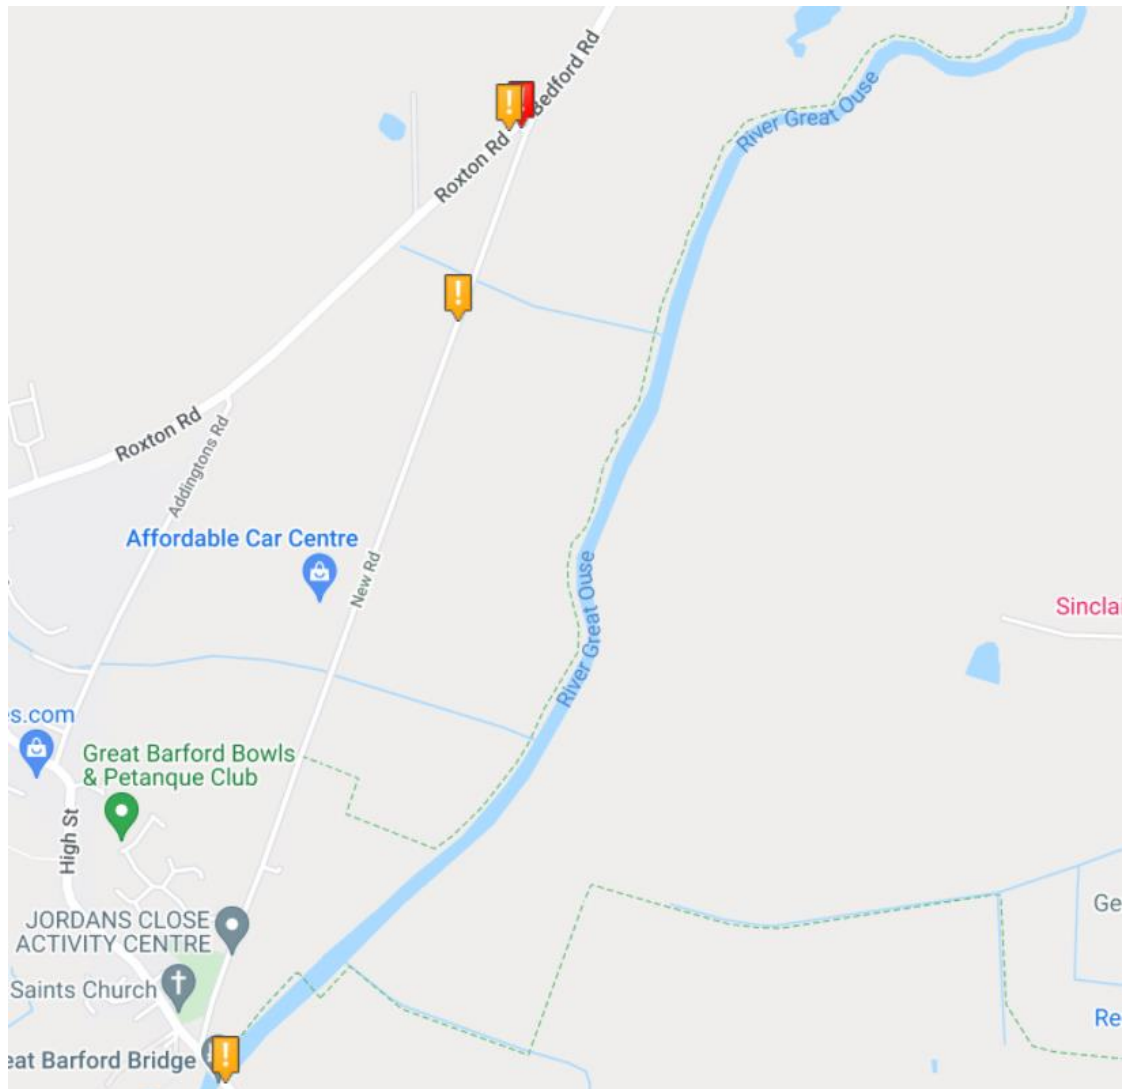 Bedford Rd
River Great Ouse
Roxton Rd
Roxton Rd
Addingtons Rd
Affordable Car Centre
New Rd
River Great Ouse
Sinclai
es.com
Great Barford Bowls
& Petanque Club
High St
JORDANS CLOSE
ACTIVITY CENTRE
Ge
Saints Church
Re
eat Barford Bridge